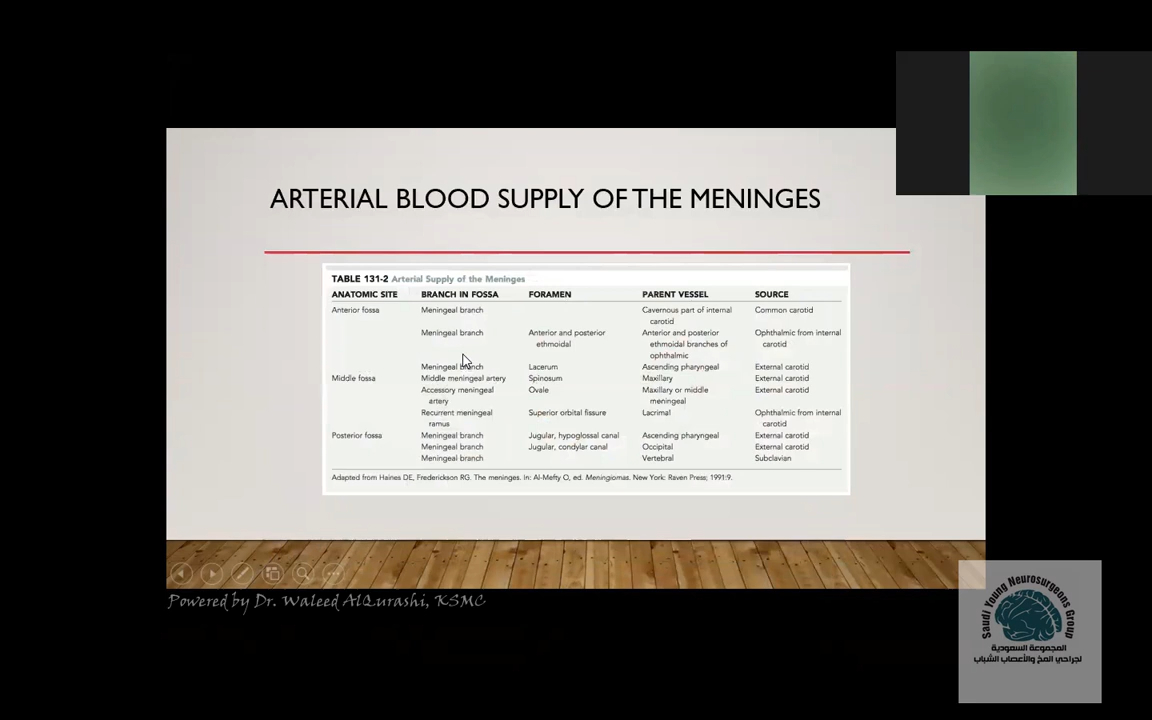 ARTERIAL BLOOD SUPPLY OF THE MENINGES
TABLE 131-2 Arterial Supply of the Meninges
ANATOMIC SITE BRANCH IN FOSSA FORAMEN PARENT VESSEL SOURCE
Anterior fossa Meningeal branch Cavernous part of internal Common carotid
carotid
Meningeal branch Anterior and posterior Anterior and posterior Ophthalmic from internal
ethmoidal ethmoidal branches of carotid
ophthalmic
Meningeal branch Lacerum Ascending pharyngeal External carotid
Middle fossa Middle meningeal artery Spinosum Maxillary External carotid
Accessory meningeal Ovale Maxillary or middle External carotid
artery meningeal
Recurrent meningeal Superior orbital fissure Lacrimal Ophthalmic from internal
ramus carotid
Posterior fossa Meningeal branch Jugular, hypoglossal canal Ascending pharyngeal External carotid
Meningeal branch Jugular, condylar canal Occipital External carotid
Meningeal branch Vertebral Subclavian
Adapted from Haines DE, Frederickson RG. The meninges. In: Al-Mefty O, ed. Meningiomas. New York: Raven Press; 1991:9.
Powered by Dr. Waleed AlQurashi, KSMC
Saudi Young Neurosurgeons Group
المجموعة السعودية
لجراحي المخ والأعصاب الشباب